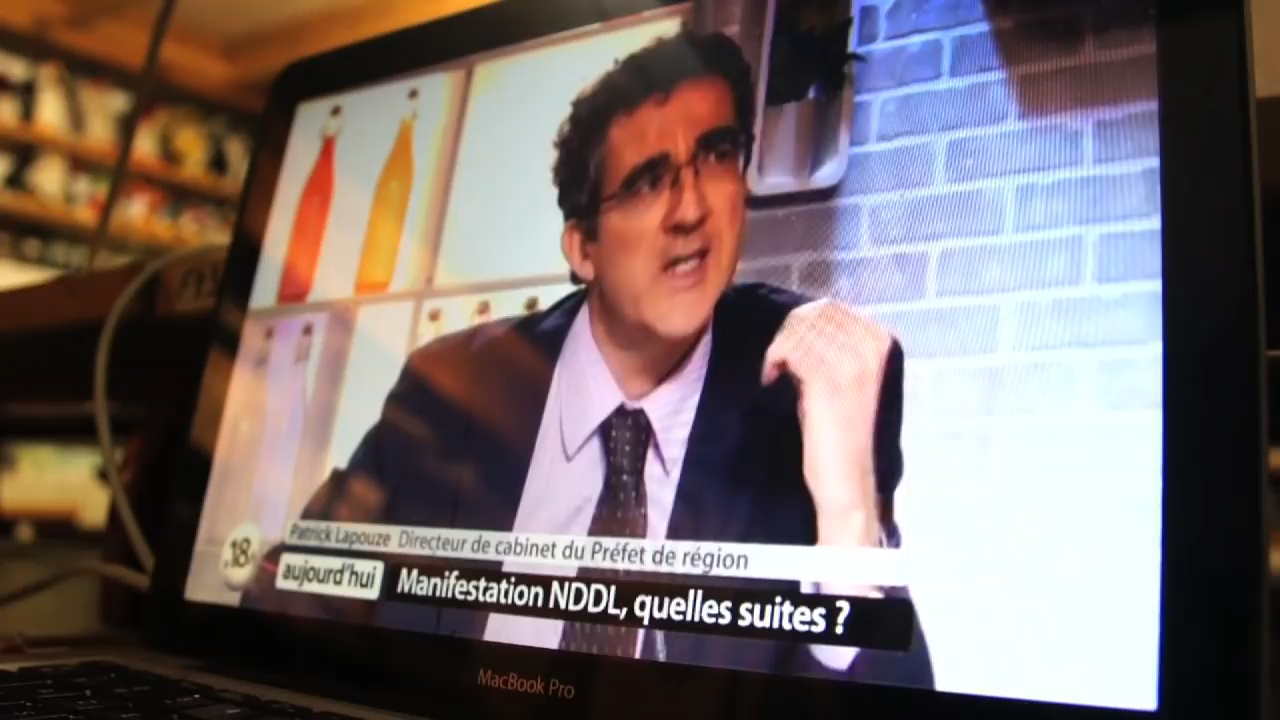 Patrick Lapouze Directeur de cabinet du Préfet de région
18h
aujourd'hui Manifestation NDDL, quelles suites ?
MacBook Pro